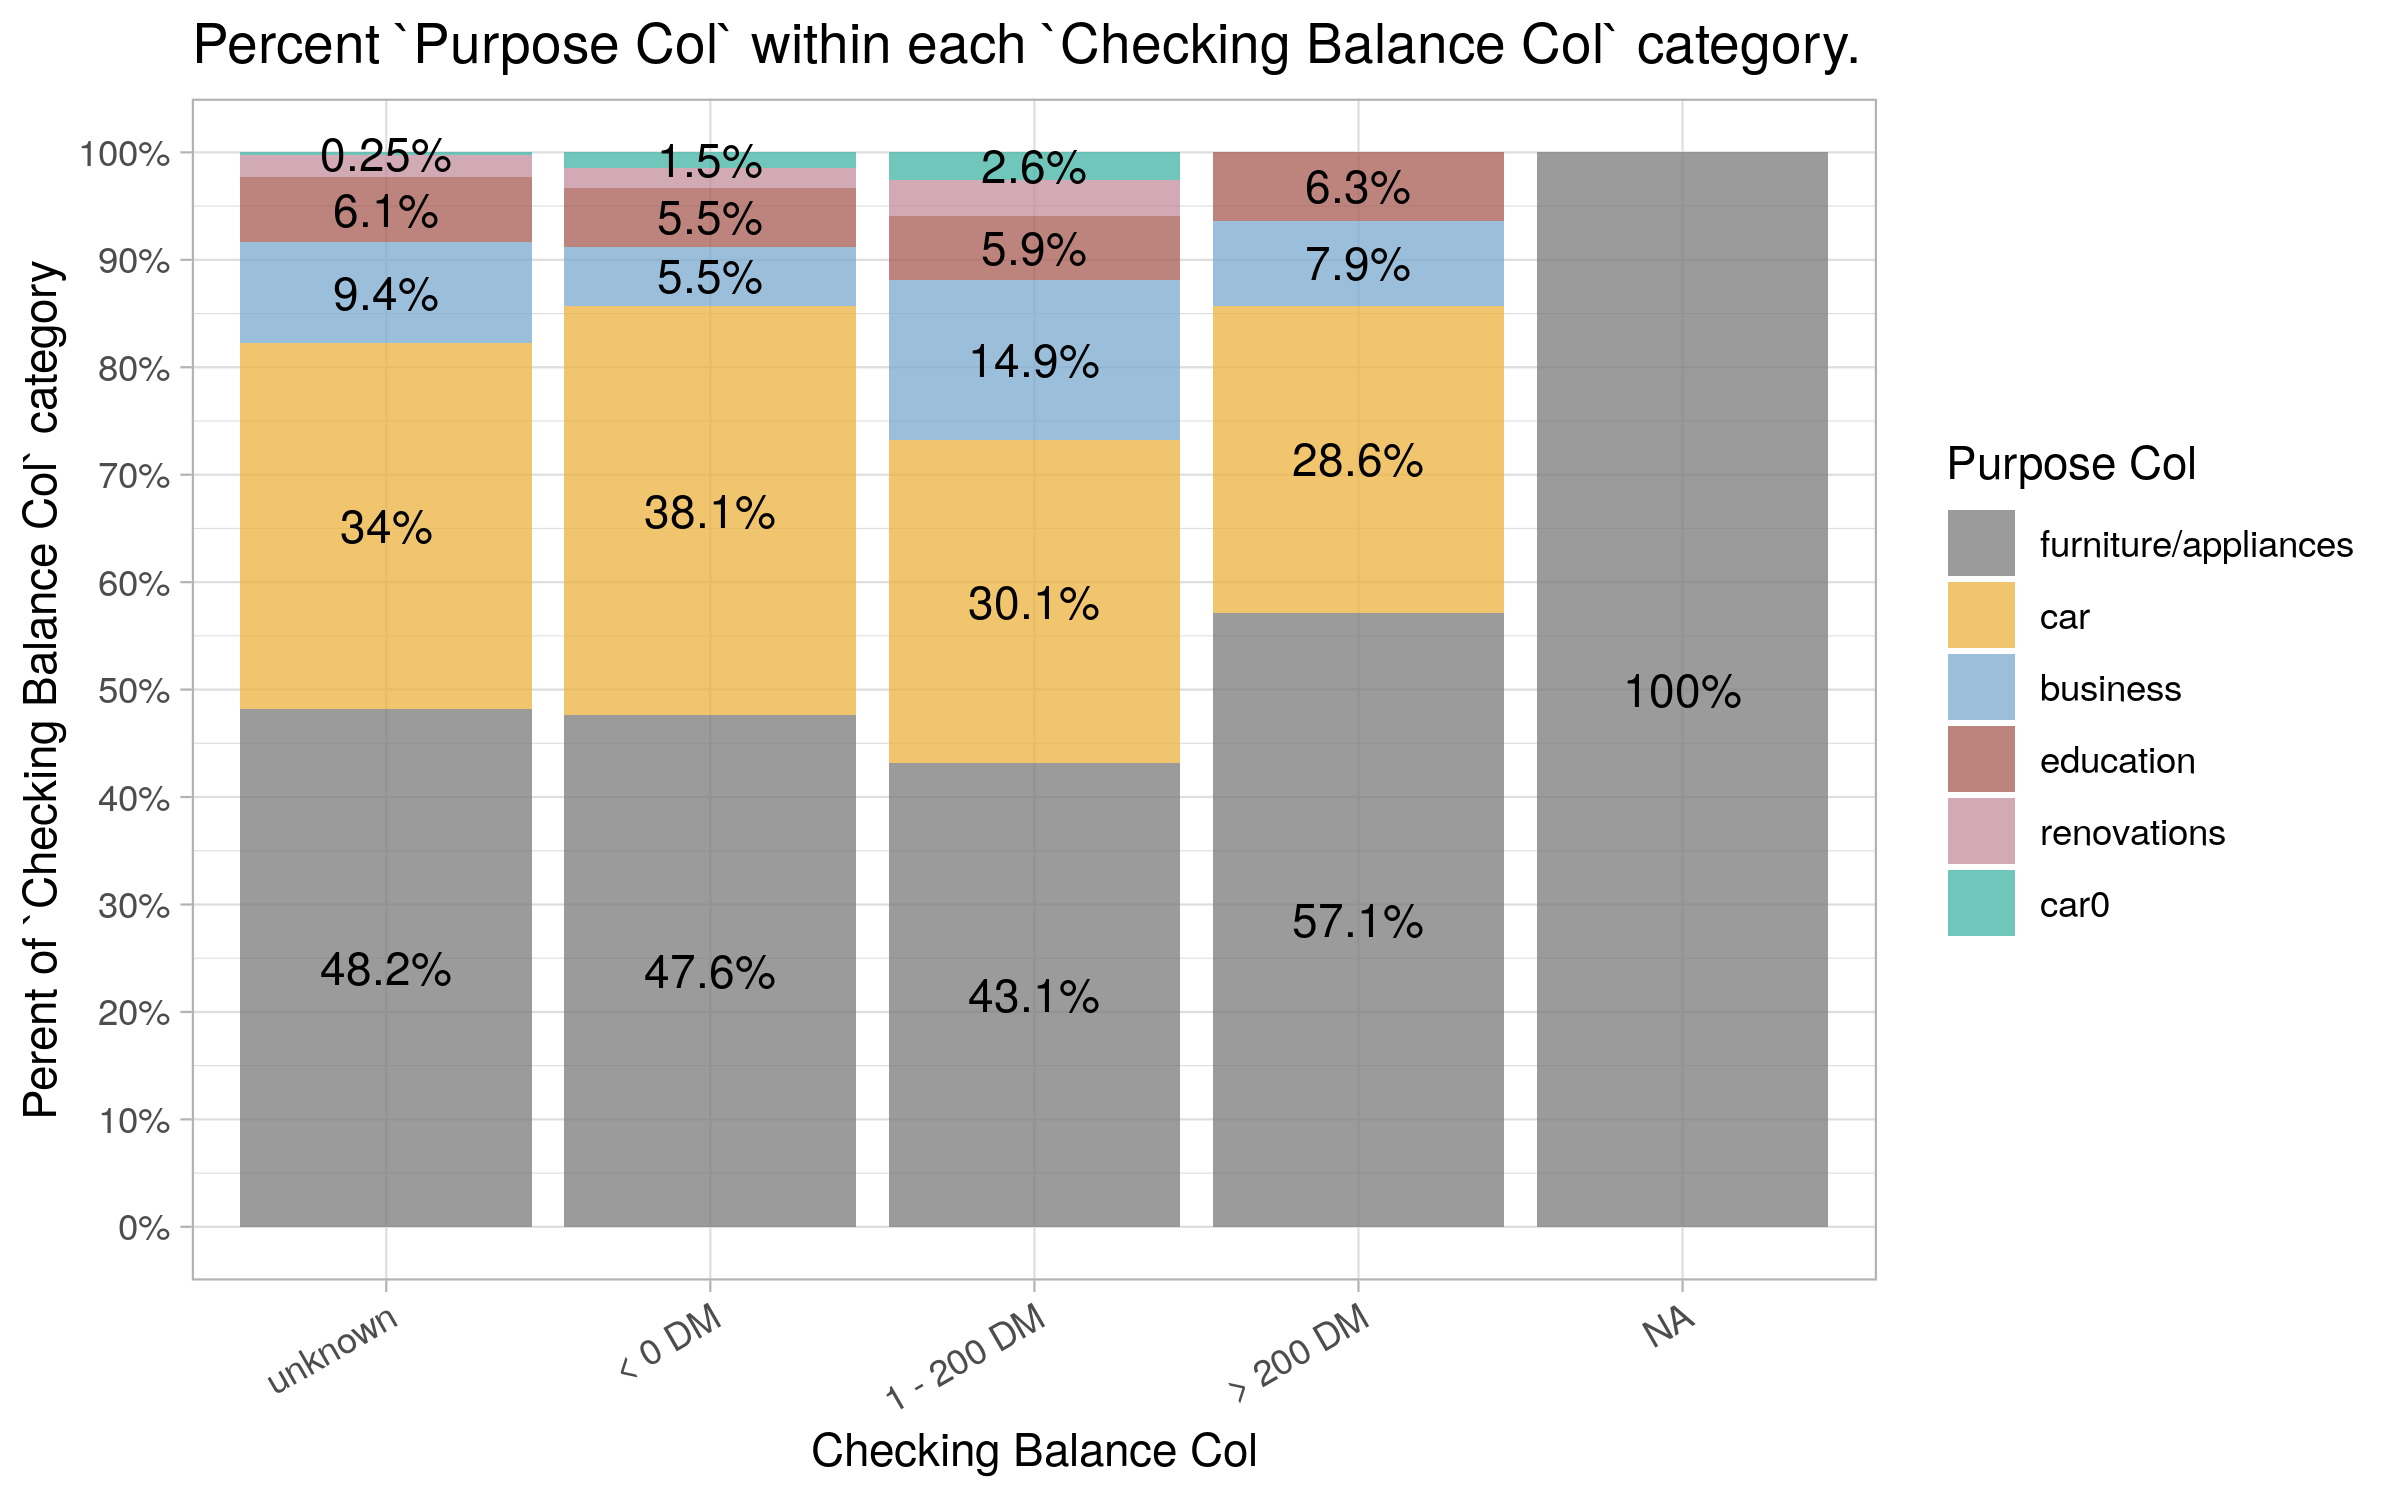 Percent `Purpose Col` within each `Checking Balance Col` category.
Perent of `Checking Balance Col` category
100%
90%
80%
70%
60%
50%
40%
30%
20%
10%
0%
0.25%
6.1%
9.4%
34%
48.2%
1.5%
5.5%
5.5%
38.1%
47.6%
2.6%
5.9%
14.9%
30.1%
43.1%
6.3%
7.9%
28.6%
57.1%
100%
unknown
< 0 DM
1 - 200 DM
> 200 DM
NA
Checking Balance Col
Purpose Col
furniture/appliances
car
business
education
renovations
car0